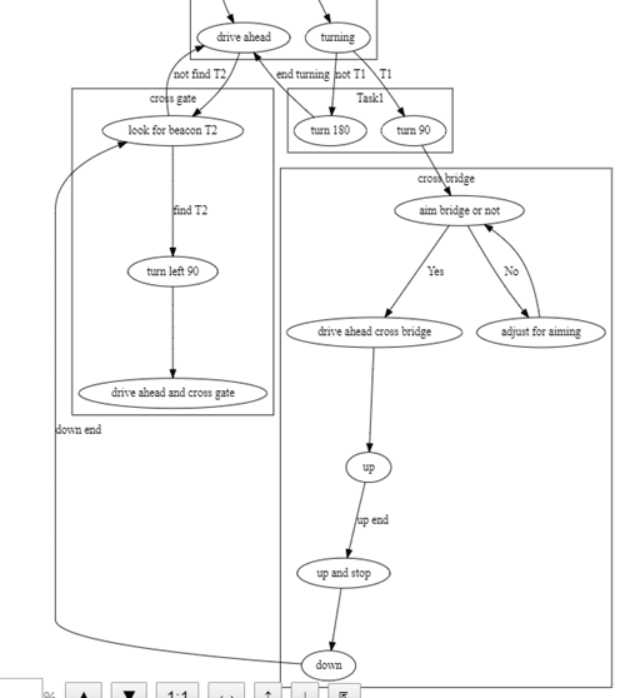 drive ahead
turning
not find T2
end turning
not T1
T1
cross gate
Task1
look for beacon T2
turn 180
turn 90
cross bridge
find T2
aim bridge or not
turn left 90
Yes
No
drive ahead cross bridge
adjust for aiming
drive ahead and cross gate
down end
up
up end
up and stop
down
%
1:1